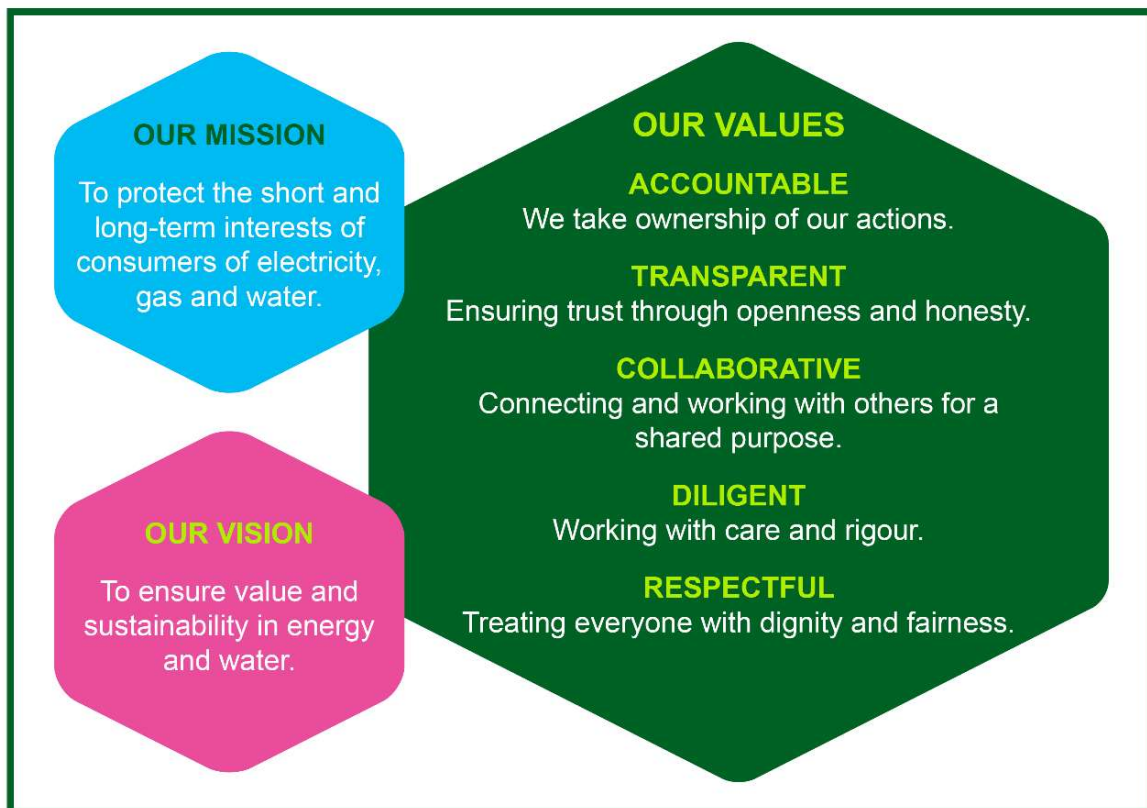 OUR MISSION
To protect the short and
long-term interests of
consumers of electricity,
gas and water.
OUR VISION
To ensure value and
sustainability in energy
and water.
OUR VALUES
ACCOUNTABLE
We take ownership of our actions.
TRANSPARENT
Ensuring trust through openness and honesty.
COLLABORATIVE
Connecting and working with others for a
shared purpose.
DILIGENT
Working with care and rigour.
RESPECTFUL
Treating everyone with dignity and fairness.